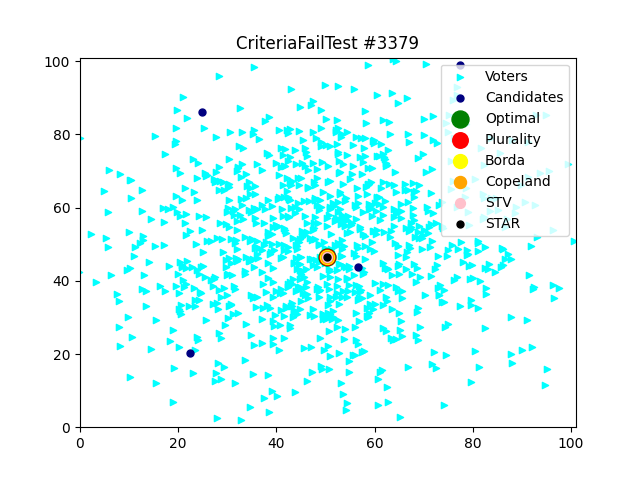 CriteriaFailTest #3379
100
80
60
40
20
0
0
20
40
60
80
100
Voters
Candidates
Optimal
Plurality
Borda
Copeland
STV
STAR